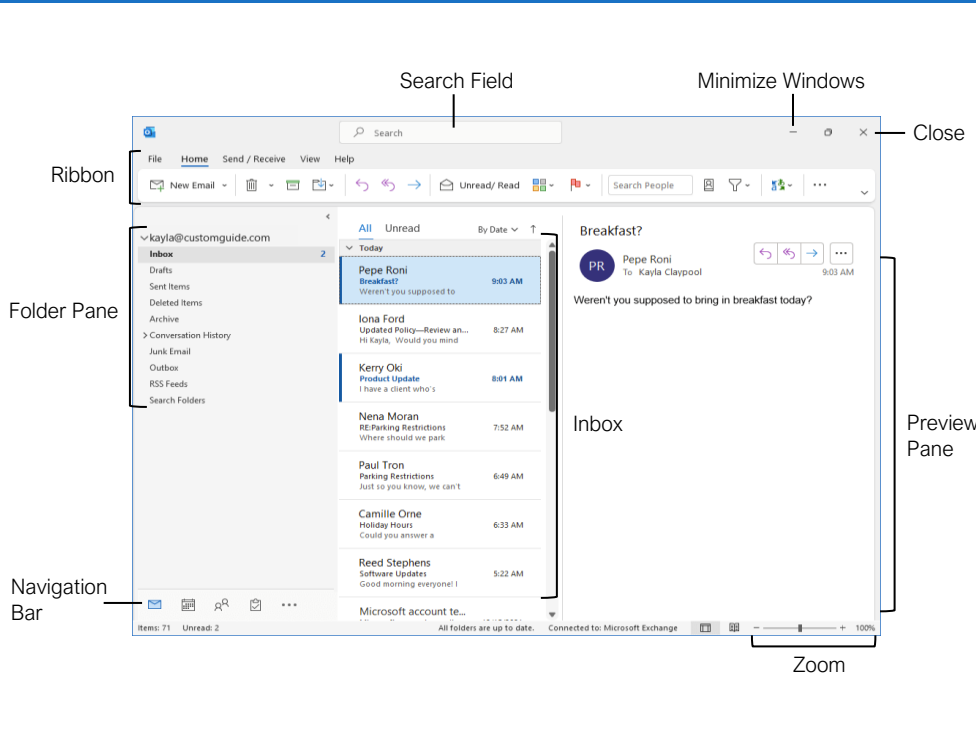 Search Field
Minimize Windows
Search
Close
File Home Send / Receive View Help
Ribbon
New Email
Unread/ Read
Search People
kayla@customguide.com
Inbox 2
Drafts
Sent Items
Deleted Items
Archive
Conversation History
Junk Email
Outbox
RSS Feeds
Search Folders
Folder Pane
All Unread By Date
Today
Pepe Roni
Breakfast? 9:03 AM
Weren't you supposed to
Iona Ford
Updated Policy—Review an... 8:27 AM
Hi Kayla, Would you mind
Kerry Oki
Product Update 8:01 AM
I have a client who's
Nena Moran
RE:Parking Restrictions 7:52 AM
Where should we park
Paul Tron
Parking Restrictions 6:49 AM
Just so you know, we can't
Camille Orne
Holiday Hours 6:33 AM
Could you answer a
Reed Stephens
Software Updates 5:22 AM
Good morning everyone! I
Microsoft account te...
Inbox
Breakfast?
PR
Pepe Roni
To Kayla Claypool
9:03 AM
Weren't you supposed to bring in breakfast today?
Preview
Pane
Navigation
Bar
Items: 71 Unread: 2 All folders are up to date. Connected to: Microsoft Exchange 100%
Zoom